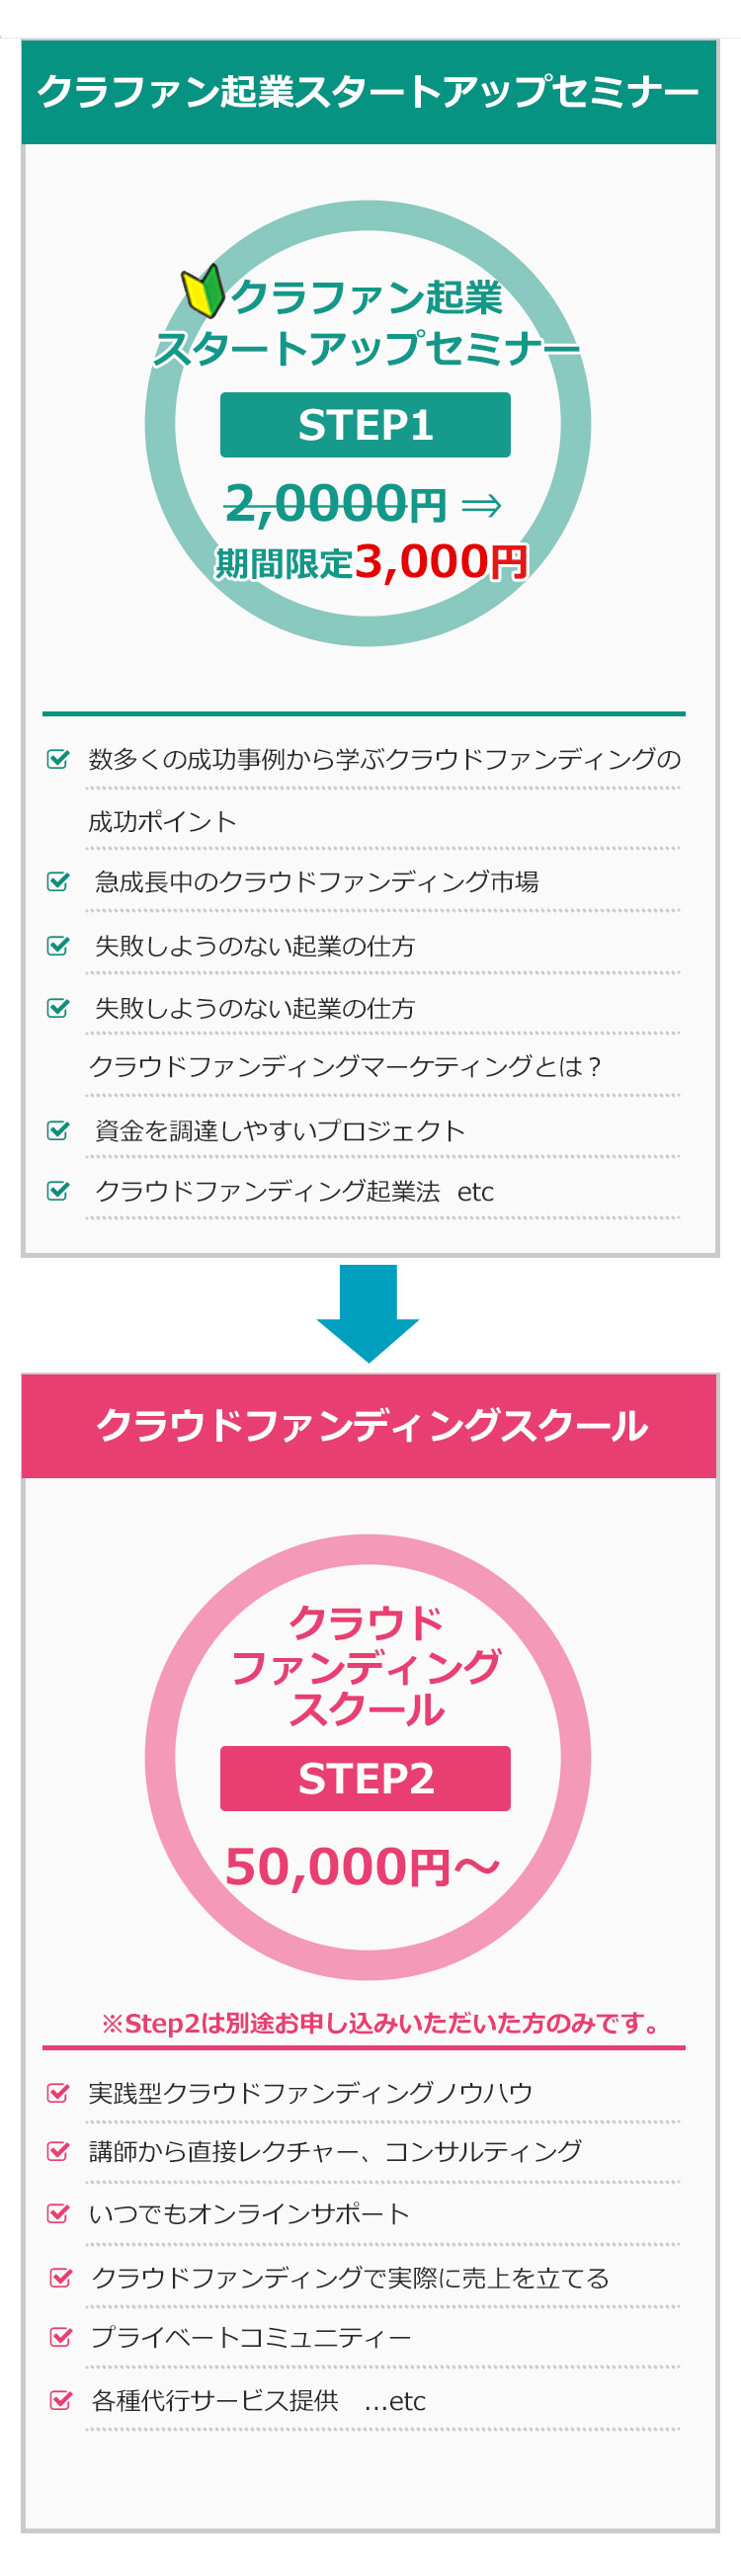 クラファン起業スタートアップセミナー
クラファン起業
スタートアップセミナー
STEP1
2,0000円 ⇒
期間限定3,000円
数多くの成功事例から学ぶクラウドファンディングの
成功ポイント
急成長中のクラウドファンディング市場
失敗しようのない起業の仕方
失敗しようのない起業の仕方
クラウドファンディングマーケティングとは？
資金を調達しやすいプロジェクト
クラウドファンディング起業法 etc
クラウドファンディングスクール
クラウド
ファンディング
スクール
STEP2
50,000円～
※Step2は別途お申し込みいただいた方のみです。
実践型クラウドファンディングノウハウ
講師から直接レクチャー、コンサルティング
いつでもオンラインサポート
クラウドファンディングで実際に売上を立てる
プライベートコミュニティー
各種代行サービス提供 ...etc